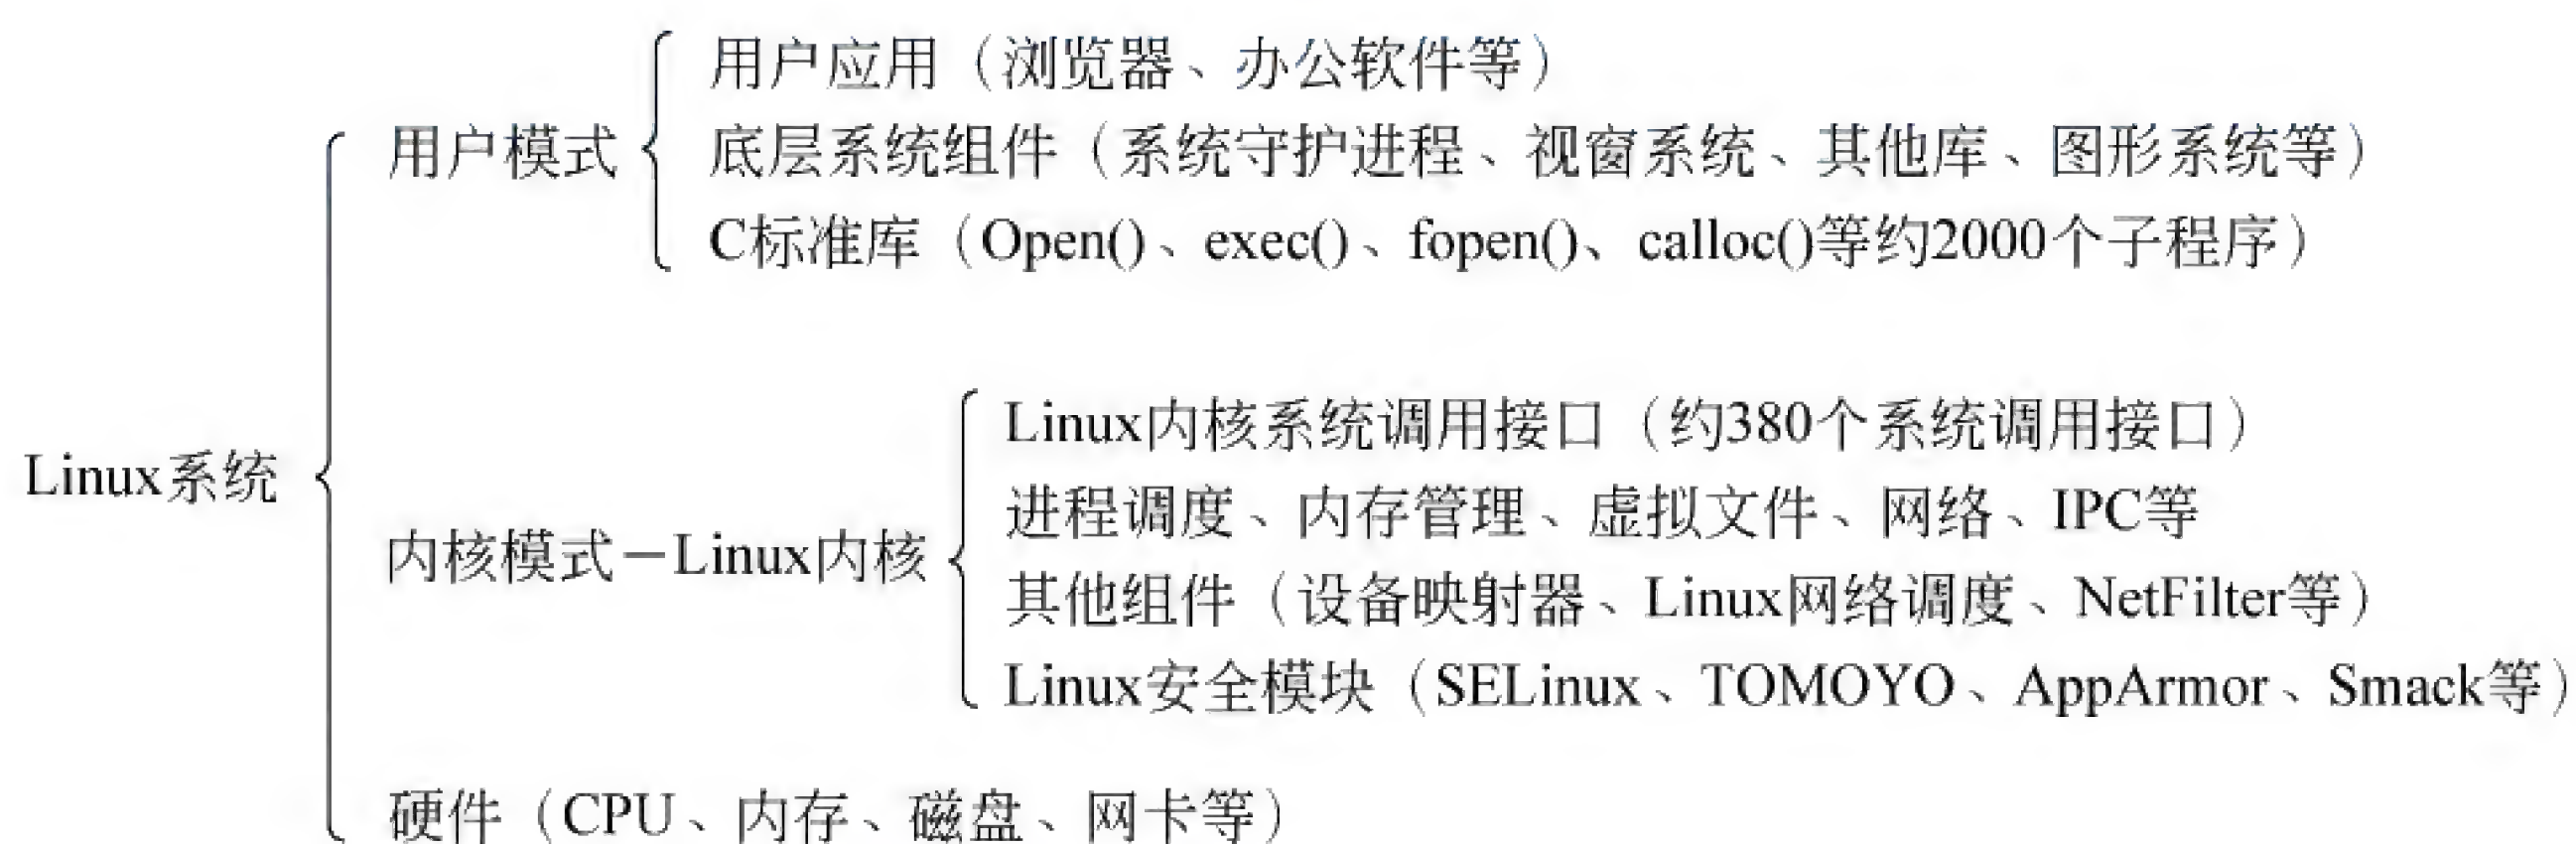 用户应用（浏览器、办公软件等）
用户模式
底层系统组件（系统守护进程、视窗系统、其他库、图形系统等）
C标准库（Open()、exec()、fopen()、calloc()等约2000个子程序）
Linux系统
Linux内核系统调用接口（约380个系统调用接口）
进程调度、内存管理、虚拟文件、网络、IPC等
内核模式－Linux内核
其他组件（设备映射器、Linux网络调度、NetFilter等）
Linux安全模块（SELinux、TOMOYO、AppArmor、Smack等）
硬件（CPU、内存、磁盘、网卡等）